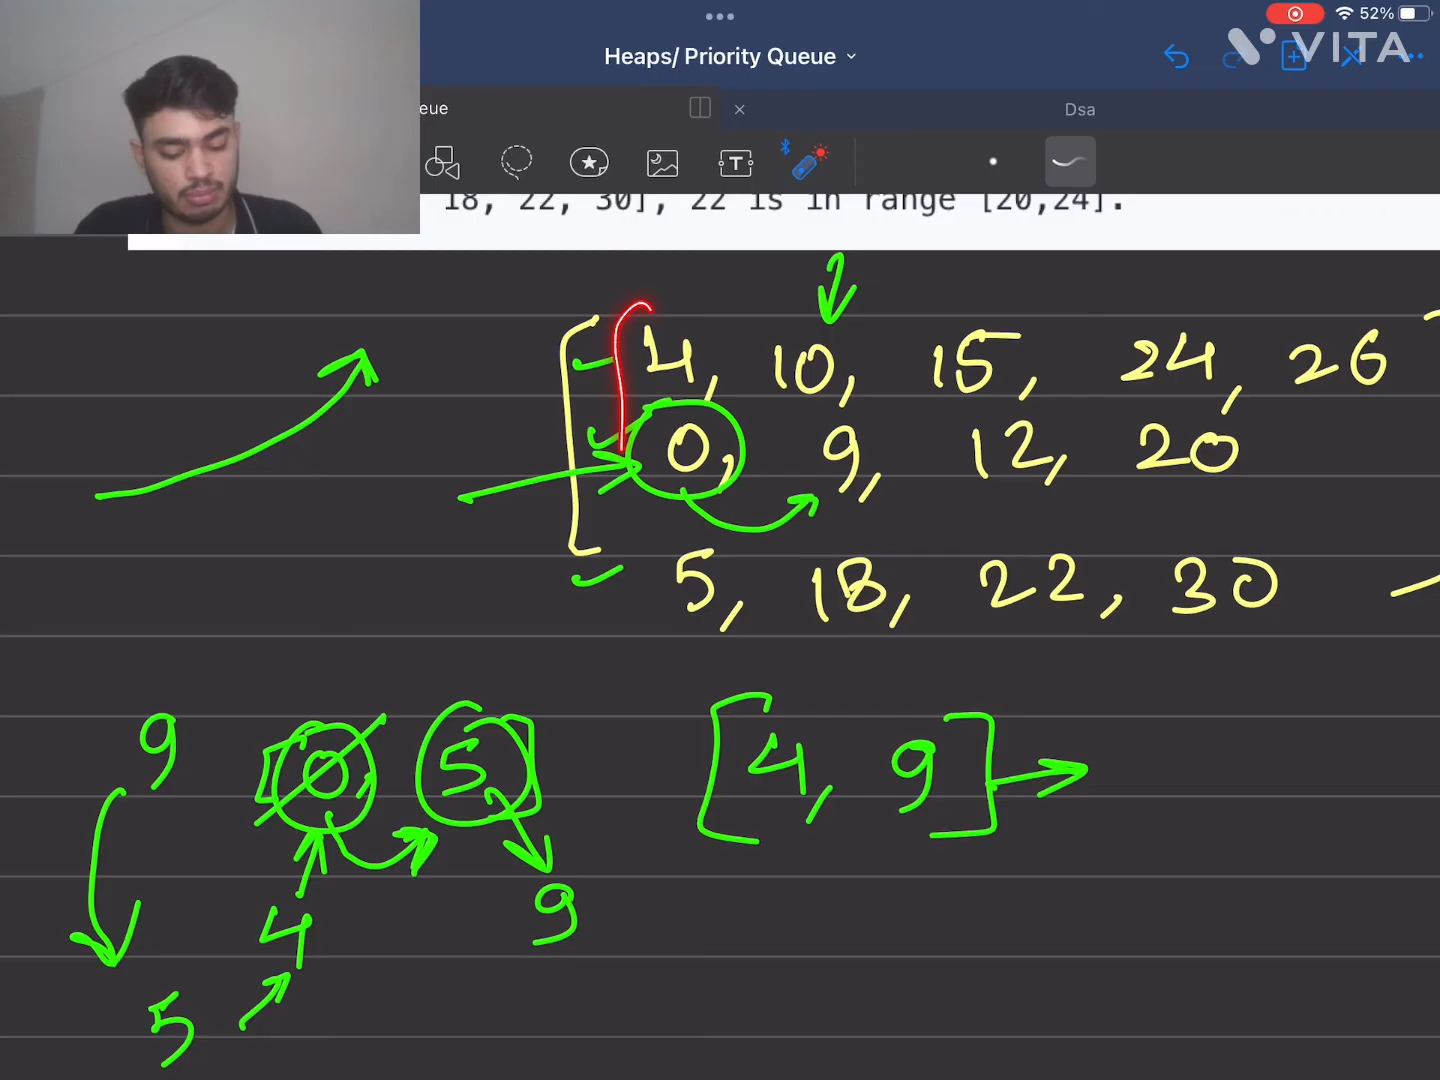 52%
Heaps/ Priority Queue
VITA
eue
Dsa
T
18, 22, 30], 22 is in range [20,24].
4, 10, 15, 24, 26
0, 9, 12, 20
5, 18, 22, 30
9 0 5 [4, 9]
4 9
5